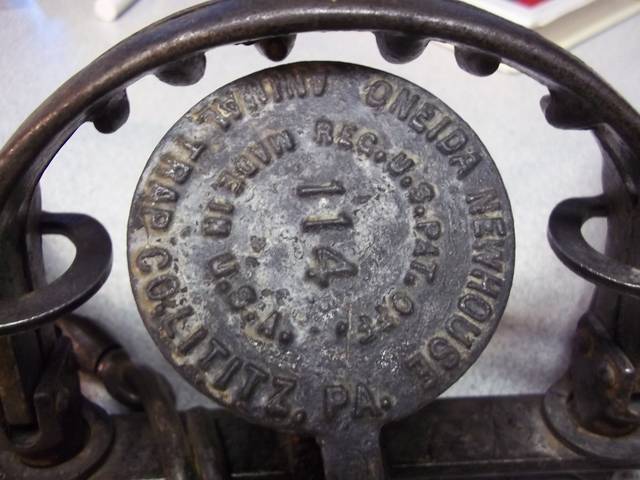 ONEIDA NEWHOUSE
ANIMAL TRAP CO. LITITZ, PA.
REG. U.S. PAT. OFF.
MADE IN U.S.A.
114